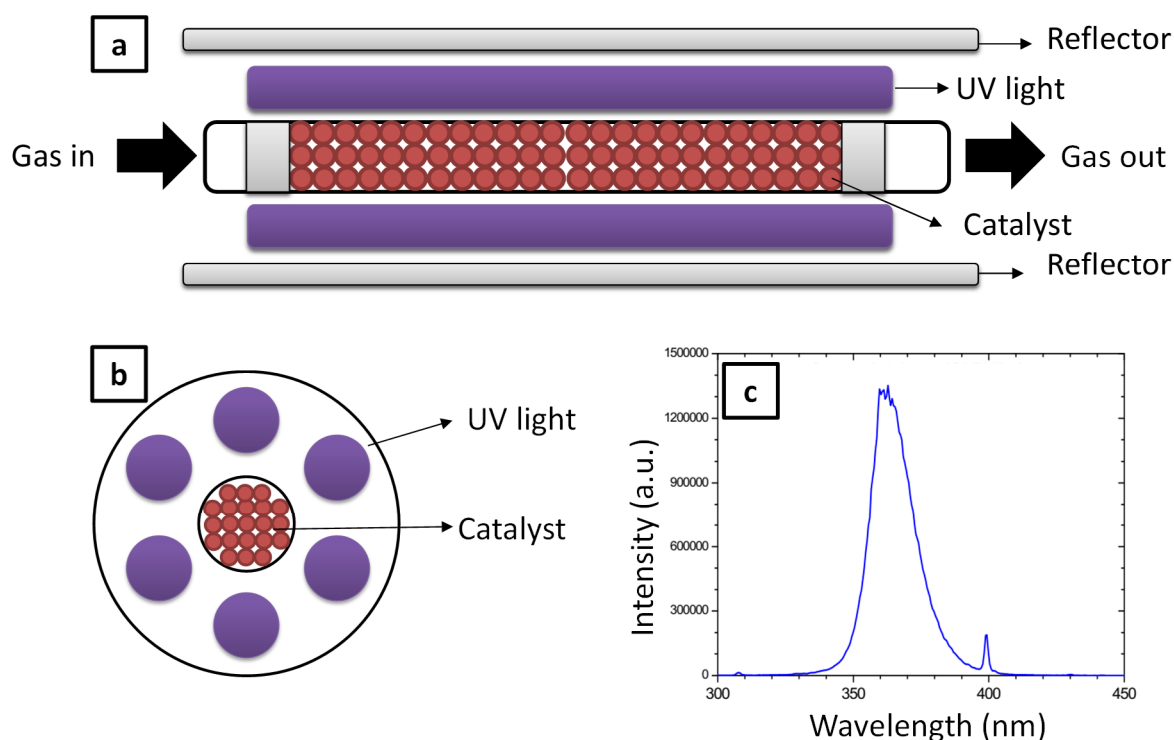 a
Reflector
UV light
Gas in
Gas out
Catalyst
Reflector
b
UV light
Catalyst
c
1500000
1200000
900000
600000
300000
0
Intensity (a.u.)
300
350
400
450
Wavelength (nm)